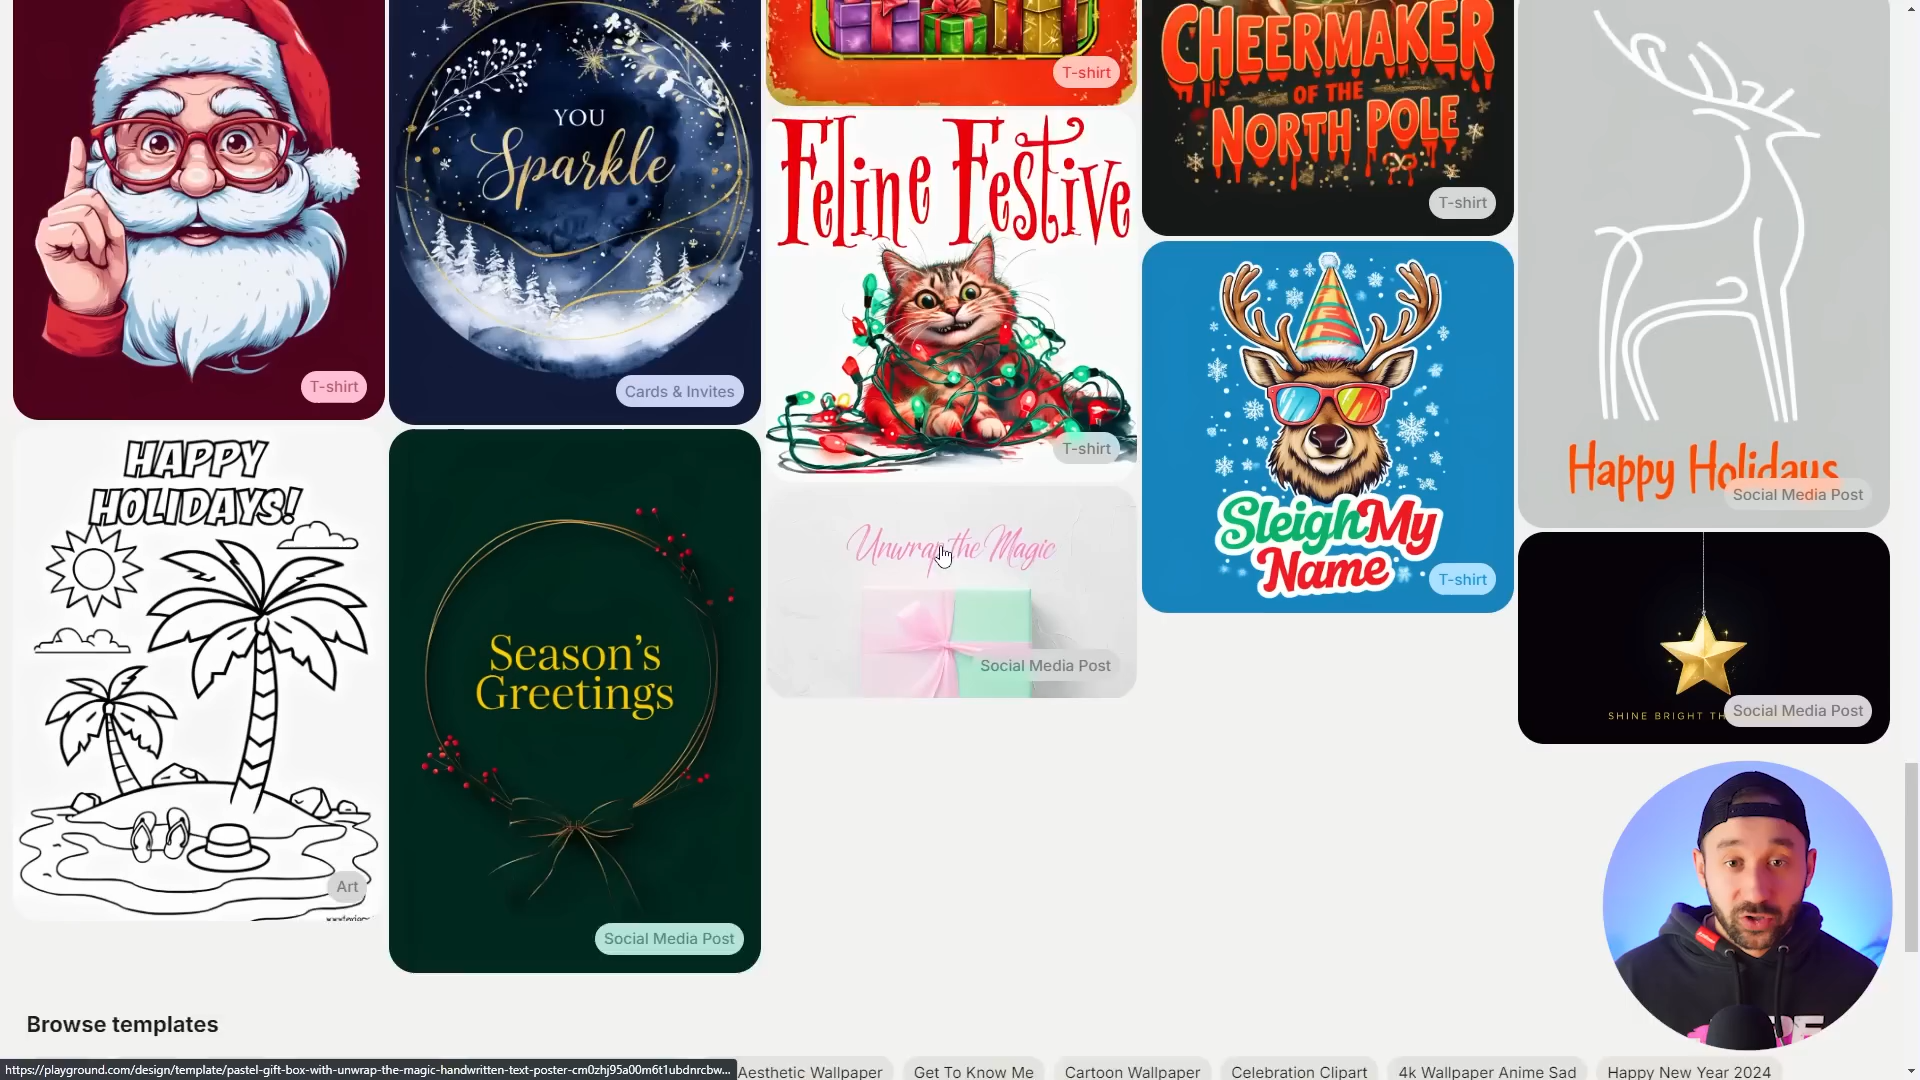 T-shirt
YOU
Sparkle
Cards & Invites
T-shirt
Feline Festive
T-shirt
CHEERMAKER
OF THE
NORTH POLE
T-shirt
Happy Holidays
Social Media Post
HAPPY
HOLIDAYS!
Art
Season's
Greetings
Social Media Post
Unwrap the Magic
Social Media Post
Sleigh My
Name
T-shirt
SHINE BRIGHT
Social Media Post
Browse templates
https://playground.com/design/template/pastel-gift-box-with-unwrap-the-magic-handwritten-text-poster-cm0zhj95a00m6t1ubdnrcbw...
Aesthetic Wallpaper
Get To Know Me
Cartoon Wallpaper
Celebration Clipart
4k Wallpaper Anime Sad
Happy New Year 2024